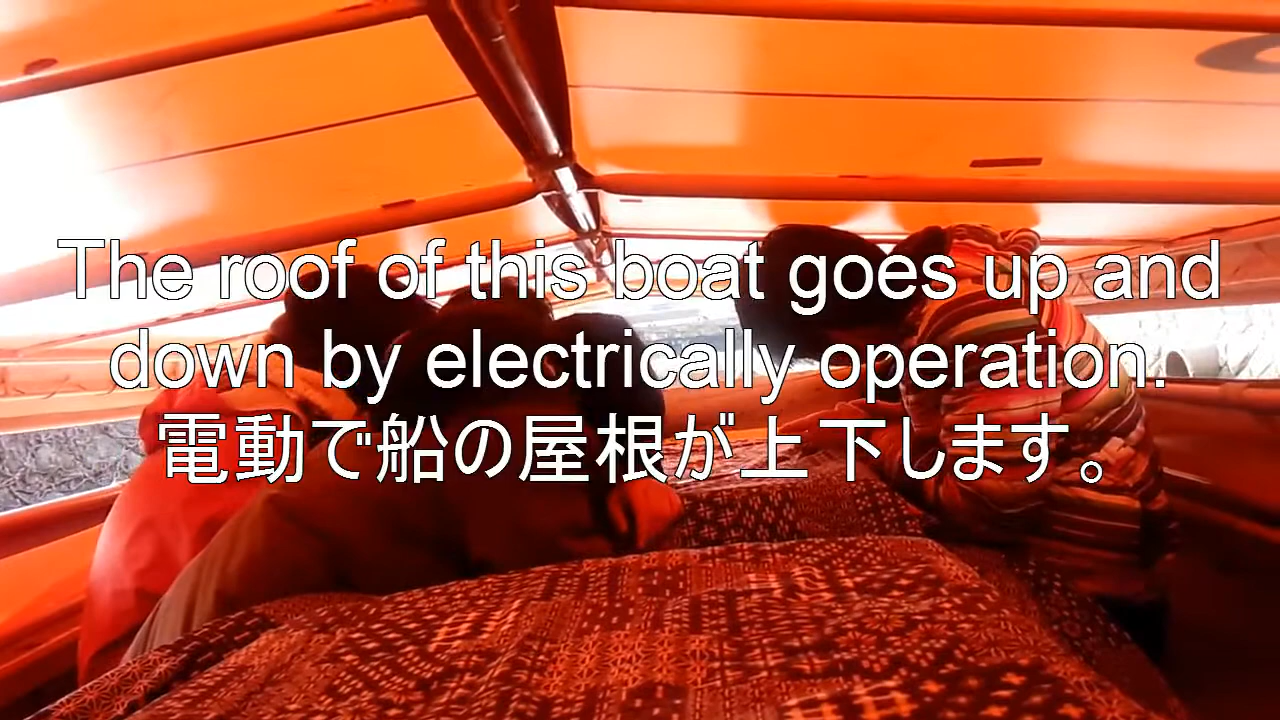 The roof of this boat goes up and
down by electrically operation.
電動で船の屋根が上下します。